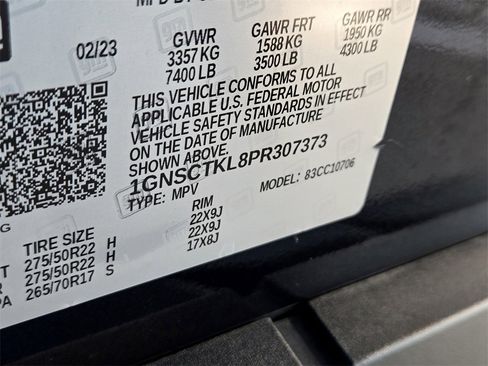 MFD BY
02/23 GVWR GAWR FRT GAWR RR
3357 KG 1588 KG 1950 KG
7400 LB 3500 LB 4300 LB
THIS VEHICLE CONFORMS TO ALL
APPLICABLE U.S. FEDERAL MOTOR
VEHICLE SAFETY STANDARDS IN EFFECT
ON THE DATE OF MANUFACTURE
SHOWN ABOVE.
1GNSCTKL8PR307373
TYPE: MPV MODEL: 83CC10706
TIRE SIZE RIM
275/50R22 H 22X9J
275/50R22 H 22X9J
265/70R17 S 17X8J